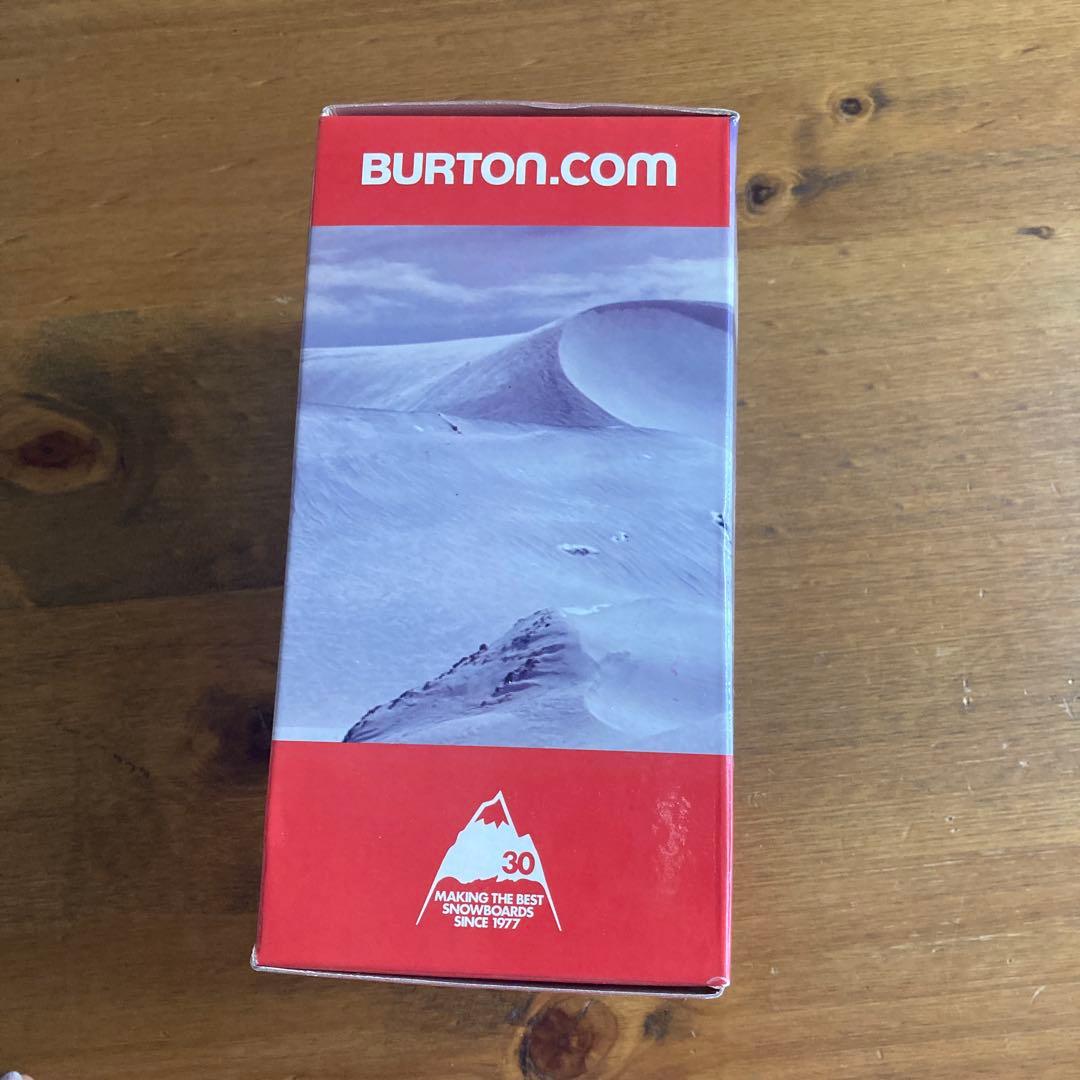 BURTON.COM
30
MAKING THE BEST
SNOWBOARDS
SINCE 1977